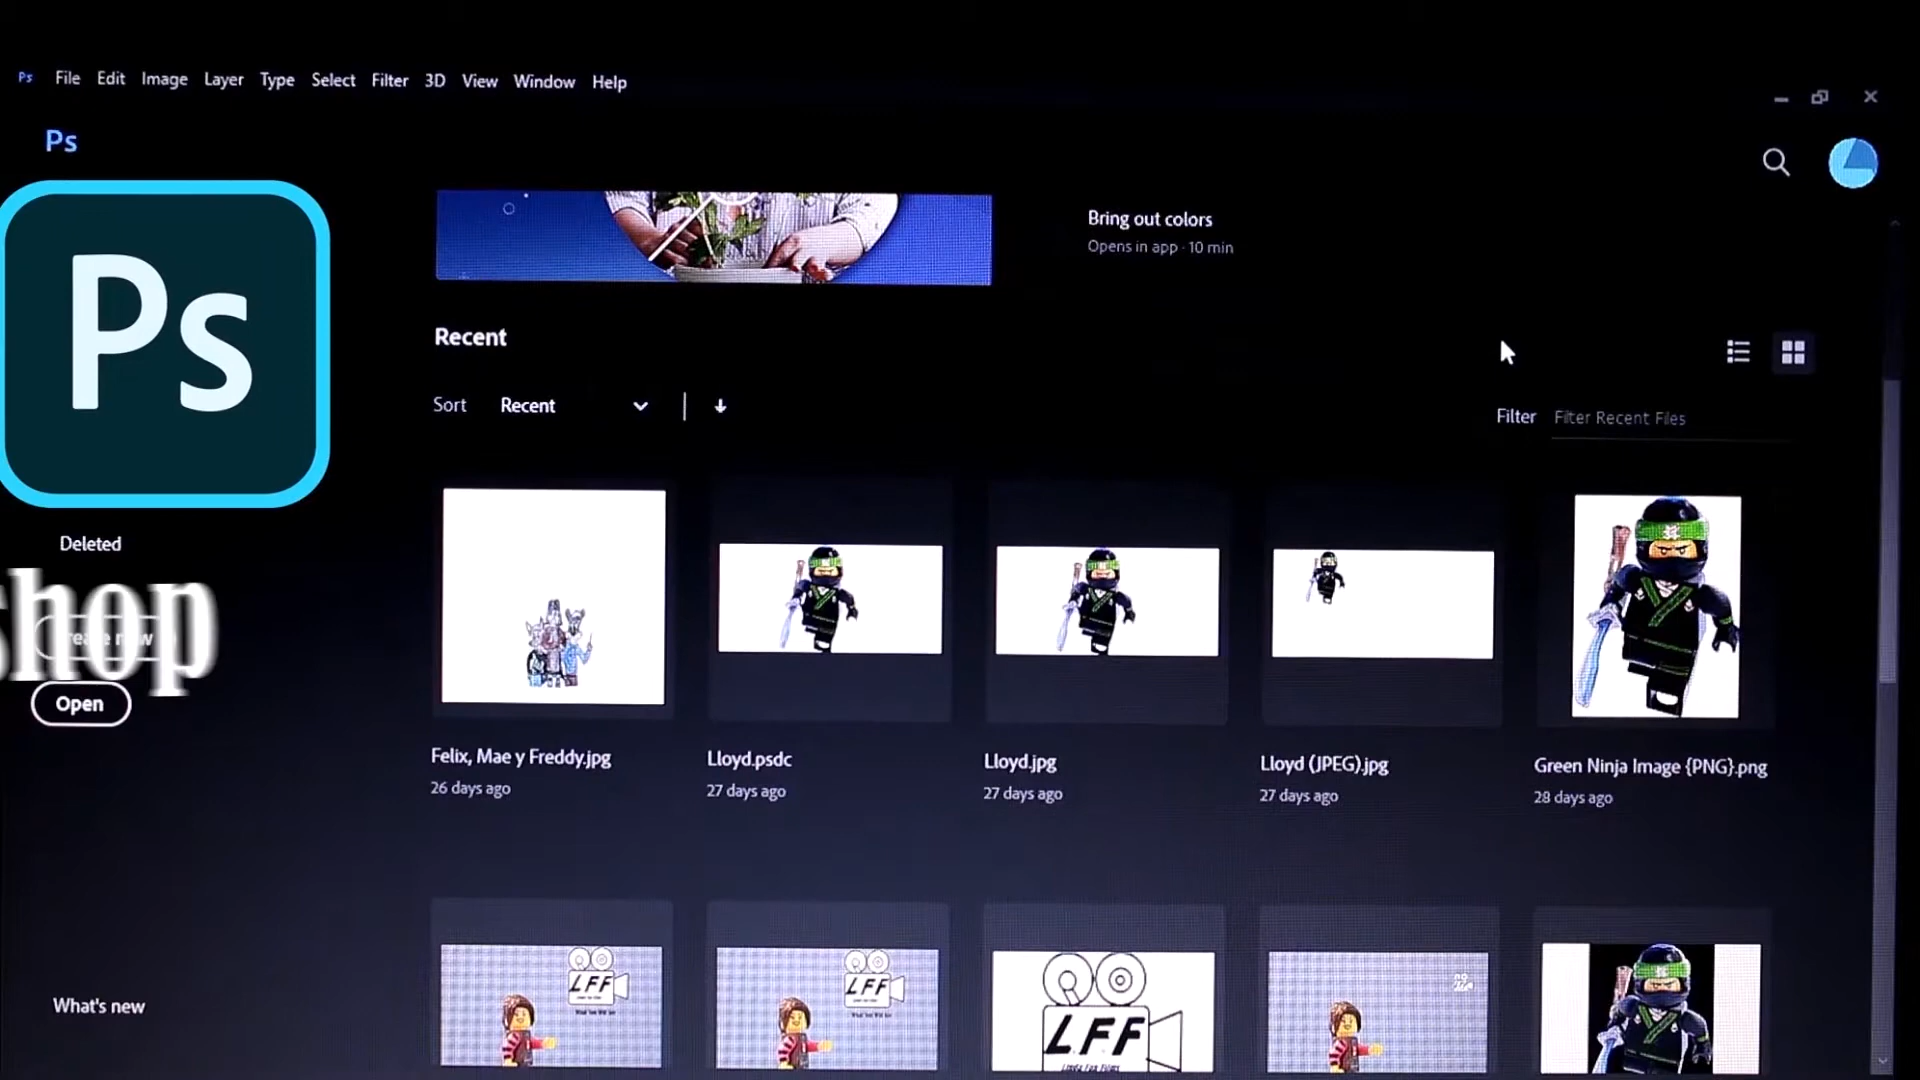 Ps File Edit Image Layer Type Select Filter 3D View Window Help
Ps
Ps
Bring out colors
Opens in app · 10 min
Recent
Sort Recent
Filter Filter Recent Files
Deleted
shop
Open
Felix, Mae y Freddy.jpg
26 days ago
Lloyd.psdc
27 days ago
Lloyd.jpg
27 days ago
Lloyd (JPEG).jpg
27 days ago
Green Ninja Image {PNG}.png
28 days ago
LFF
LFF
LFF
What's new